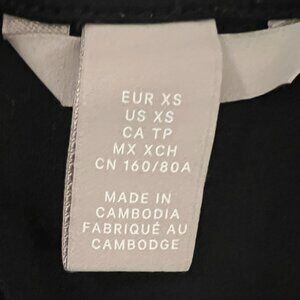 EUR XS
US XS
CA TP
MX XCH
CN 160/80A
MADE IN
CAMBODIA
FABRIQUÉ AU
CAMBODGE